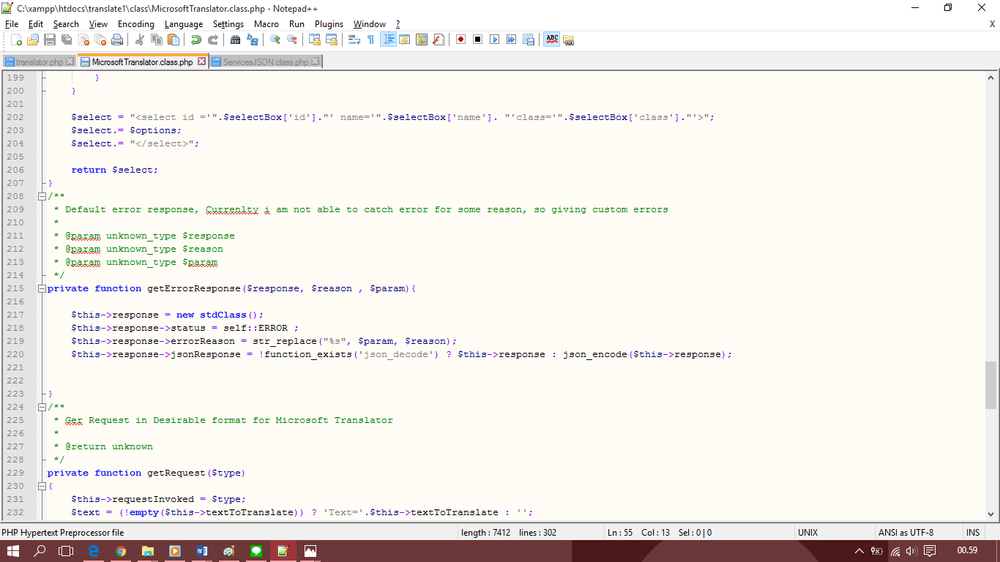 C:\xampp\htdocs\translate1\class\MicrosoftTranslator.class.php - Notepad++
File Edit Search View Encoding Language Settings Macro Run Plugins Window ? X
translator.php MicrosoftTranslator.class.php ServicesJSON.class.php
199 }
200 }
201
202 $select = "<select id ='".$selectBox['id']."' name='".$selectBox['name']. "'class='".$selectBox['class']."'>";
203 $select.= $options;
204 $select.= "</select>";
205
206 return $select;
207 }
208 /**
209 * Default error response, Currenlty i am not able to catch error for some reason, so giving custom errors
210 *
211 * @param unknown_type $response
212 * @param unknown_type $reason
213 * @param unknown_type $param
214 */
215 private function getErrorResponse($response, $reason , $param){
216
217 $this->response = new stdClass();
218 $this->response->status = self::ERROR ;
219 $this->response->errorReason = str_replace("%s", $param, $reason);
220 $this->response->jsonResponse = !function_exists('json_decode') ? $this->response : json_encode($this->response);
221
222
223 }
224 /**
225 * Ger Request in Desirable format for Microsoft Translator
226 *
227 * @return unknown
228 */
229 private function getRequest($type)
230 {
231 $this->requestInvoked = $type;
232 $text = (!empty($this->textToTranslate)) ? 'Text='.$this->textToTranslate : '';
PHP Hypertext Preprocessor file length : 7412 lines : 302 Ln : 55 Col : 13 Sel : 0 | 0 UNIX ANSI as UTF-8 INS
00.59